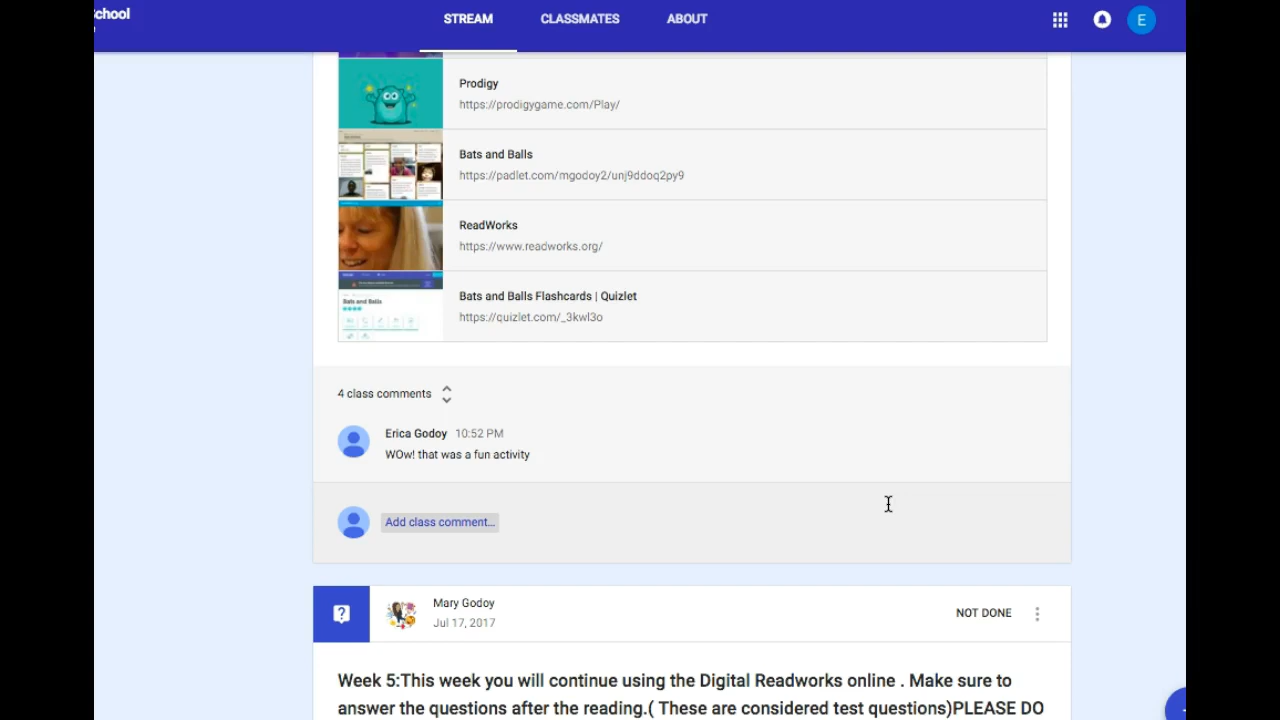 School
STREAM
CLASSMATES
ABOUT
E
Prodigy
https://prodigygame.com/Play/
Bats and Balls
https://padlet.com/mgodoy2/unj9ddoq2py9
ReadWorks
https://www.readworks.org/
Bats and Balls
Bats and Balls Flashcards | Quizlet
https://quizlet.com/_3kwl3o
4 class comments
Erica Godoy 10:52 PM
WOw! that was a fun activity
Add class comment...
Mary Godoy
Jul 17, 2017
NOT DONE
Week 5:This week you will continue using the Digital Readworks online . Make sure to
answer the questions after the reading.( These are considered test questions)PLEASE DO